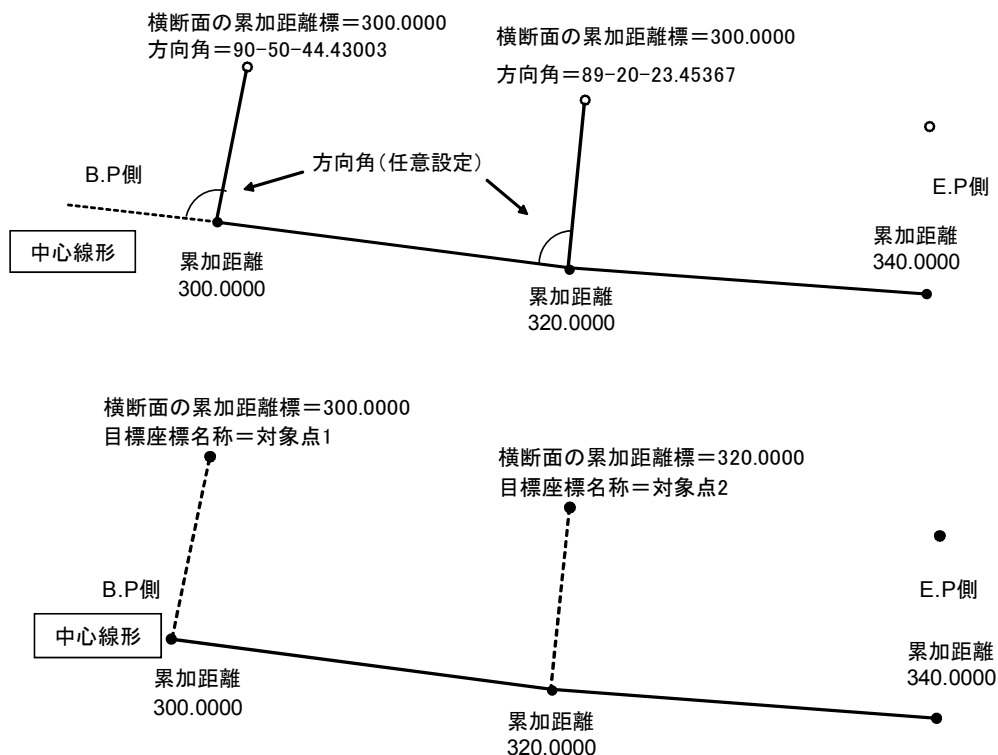 横断面の累加距離標＝300.0000
方向角＝90-50-44.43003
横断面の累加距離標＝300.0000
方向角＝89-20-23.45367
方向角（任意設定）
B.P側
E.P側
中心線形
累加距離
300.0000
累加距離
320.0000
累加距離
340.0000
横断面の累加距離標＝300.0000
目標座標名称＝対象点1
横断面の累加距離標＝320.0000
目標座標名称＝対象点2
B.P側
E.P側
中心線形
累加距離
300.0000
累加距離
320.0000
累加距離
340.0000